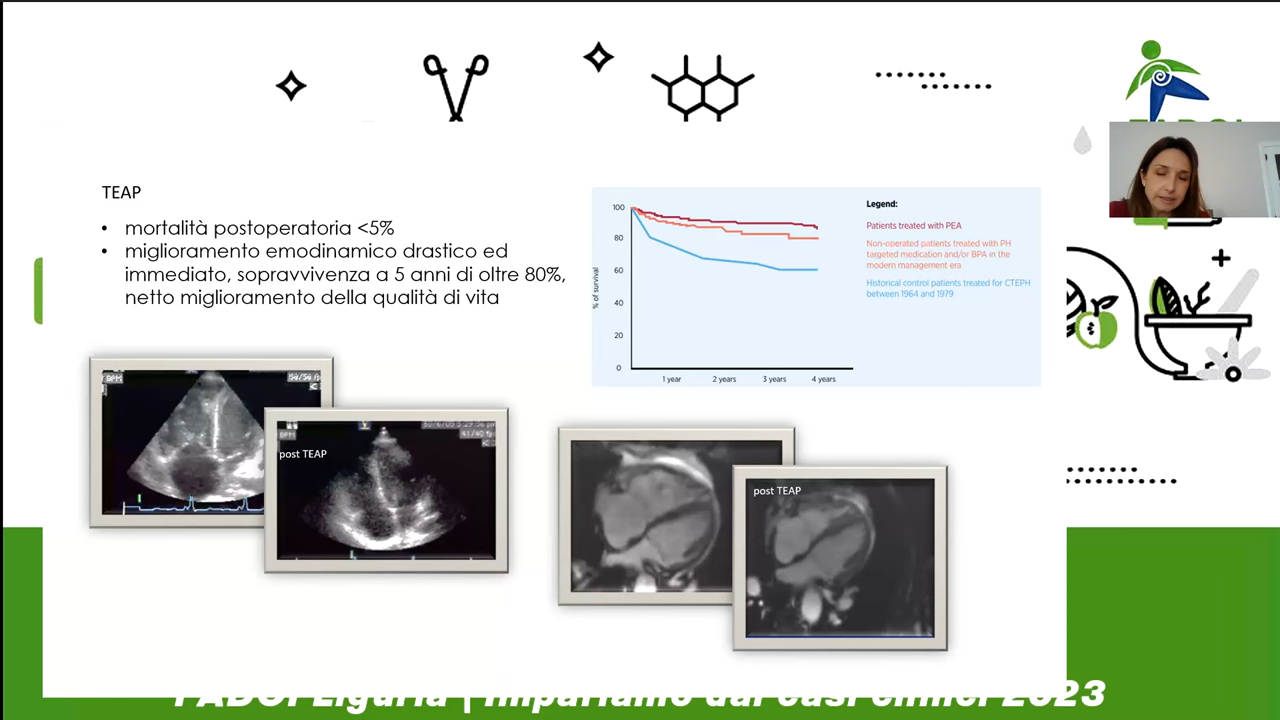 TEAP
• mortalità postoperatoria <5%
• miglioramento emodinamico drastico ed
immediato, sopravvivenza a 5 anni di oltre 80%,
netto miglioramento della qualità di vita
100
80
60
40
20
0
% of survival
1 year
2 years
3 years
4 years
Legend:
Patients treated with PEA
Non-operated patients treated with PH
targeted medication and/or BPA in the
modern management era
Historical control patients treated for CTEPH
between 1964 and 1979
BPM
post TEAP
BPM
post TEAP
FADOI Liguria | Impariamo dai casi clinici 2023